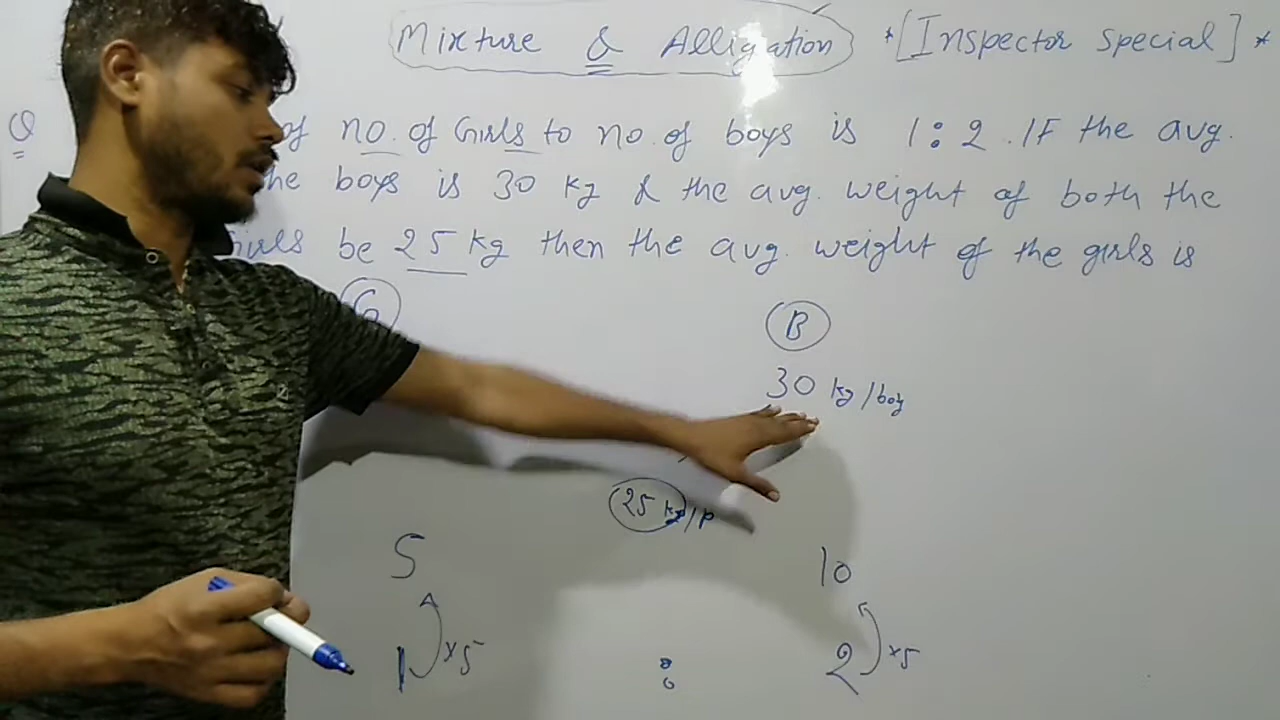 Mixture & Alligation *[Inspector special]*
Q of no. of Girls to no. of boys is 1:2. IF the avg.
he boys is 30 kg & the avg. weight of both the
Girls be 25 kg then the avg. weight of the girls is
G B
30 kg/boy
25 kg/p
5 10
×5 ×5
1 : 2